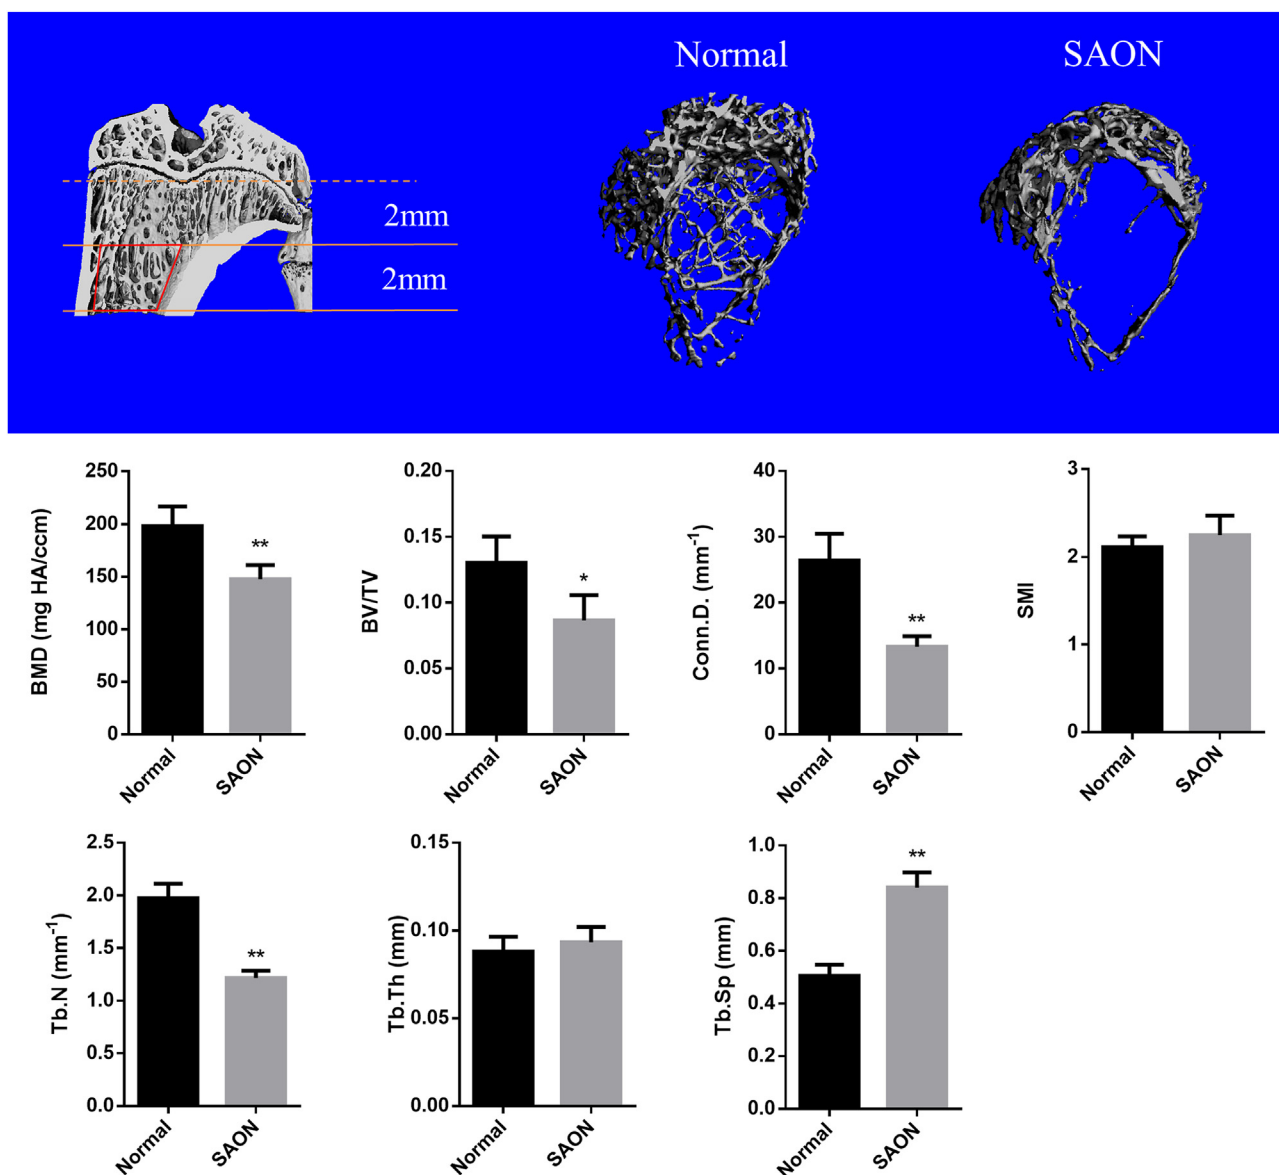 Normal
SAON
2mm
2mm
BMD (mg HA/ccm)
250
200
150
100
50
0
**
Normal
SAON
BV/TV
0.20
0.15
0.10
0.05
0.00
*
Normal
SAON
Conn.D. (mm⁻¹)
40
30
20
10
0
**
Normal
SAON
SMI
3
2
1
0
Normal
SAON
Tb.N (mm⁻¹)
2.5
2.0
1.5
1.0
0.5
0.0
**
Normal
SAON
Tb.Th (mm)
0.15
0.10
0.05
0.00
Normal
SAON
Tb.Sp (mm)
1.0
0.8
0.6
0.4
0.2
0.0
**
Normal
SAON